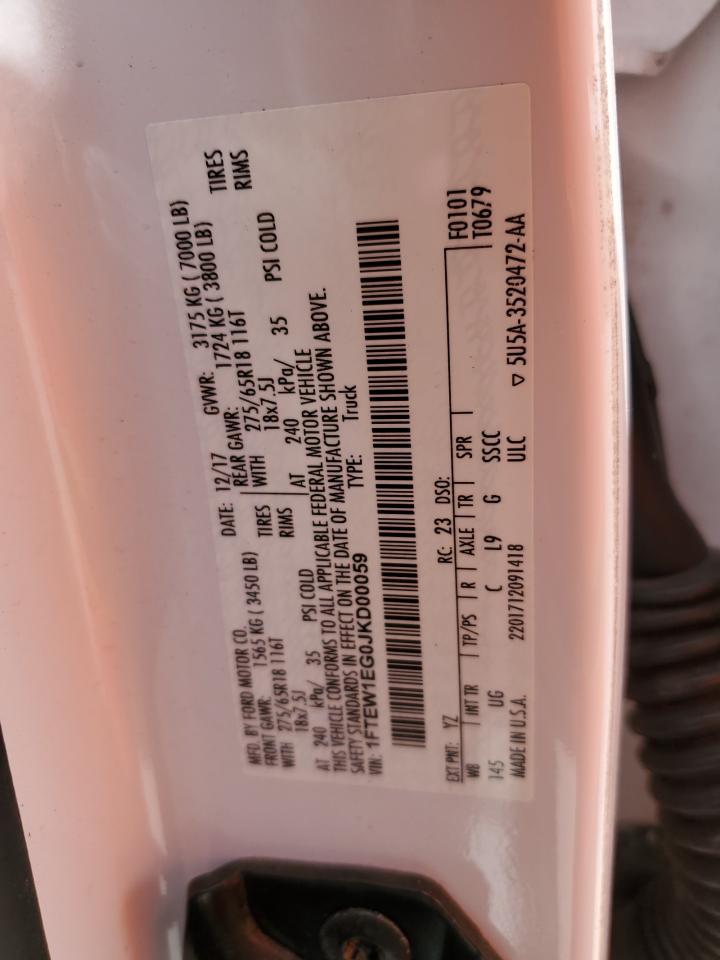 MFD. BY FORD MOTOR CO. DATE: 12/17 GVWR: 3175 KG ( 7000 LB)
FRONT GAWR: 1565 KG ( 3450 LB) REAR GAWR: 1724 KG ( 3800 LB)
WITH 275/65R18 116T TIRES WITH 275/65R18 116T TIRES
18x7.5J RIMS 18x7.5J RIMS
AT 240 kPa/ 35 PSI COLD AT 240 kPa/ 35 PSI COLD
THIS VEHICLE CONFORMS TO ALL APPLICABLE FEDERAL MOTOR VEHICLE
SAFETY STANDARDS IN EFFECT ON THE DATE OF MANUFACTURE SHOWN ABOVE.
VIN: 1FTEW1EG0JKD00059 TYPE: Truck
EXT PNT: YZ RC: 23 DSO: F0101
WB INT TR TP/PS R AXLE TR SPR T0679
145 UG C L9 G SSCC
MADE IN U.S.A. 2201712091418 ULC ▽ 5U5A-3520472-AA